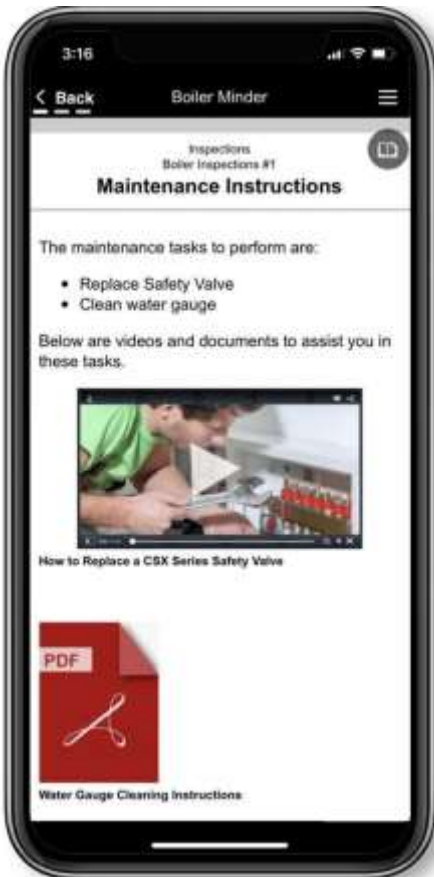 3:16
Back
Boiler Minder
Inspections
Boiler Inspections #1
Maintenance Instructions
The maintenance tasks to perform are:
• Replace Safety Valve
• Clean water gauge
Below are videos and documents to assist you in
these tasks.
How to Replace a CSX Series Safety Valve
PDF
Water Gauge Cleaning Instructions